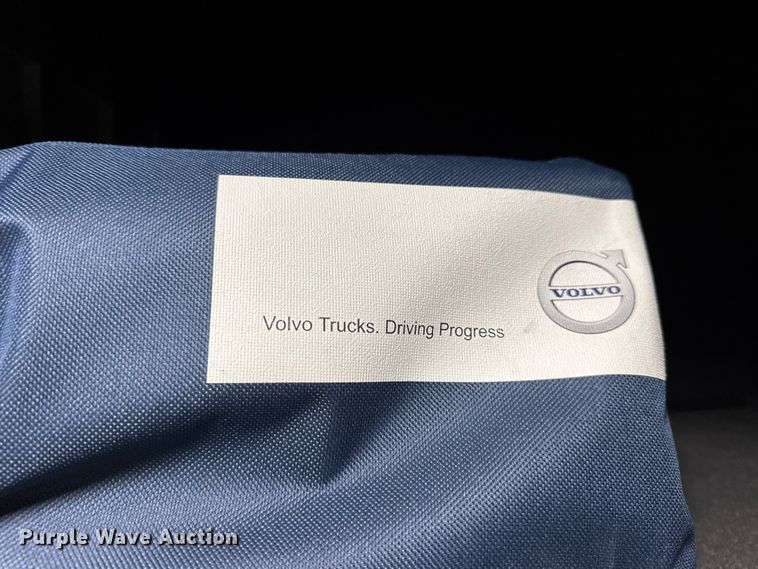 VOLVO
Volvo Trucks. Driving Progress
Purple Wave Auction